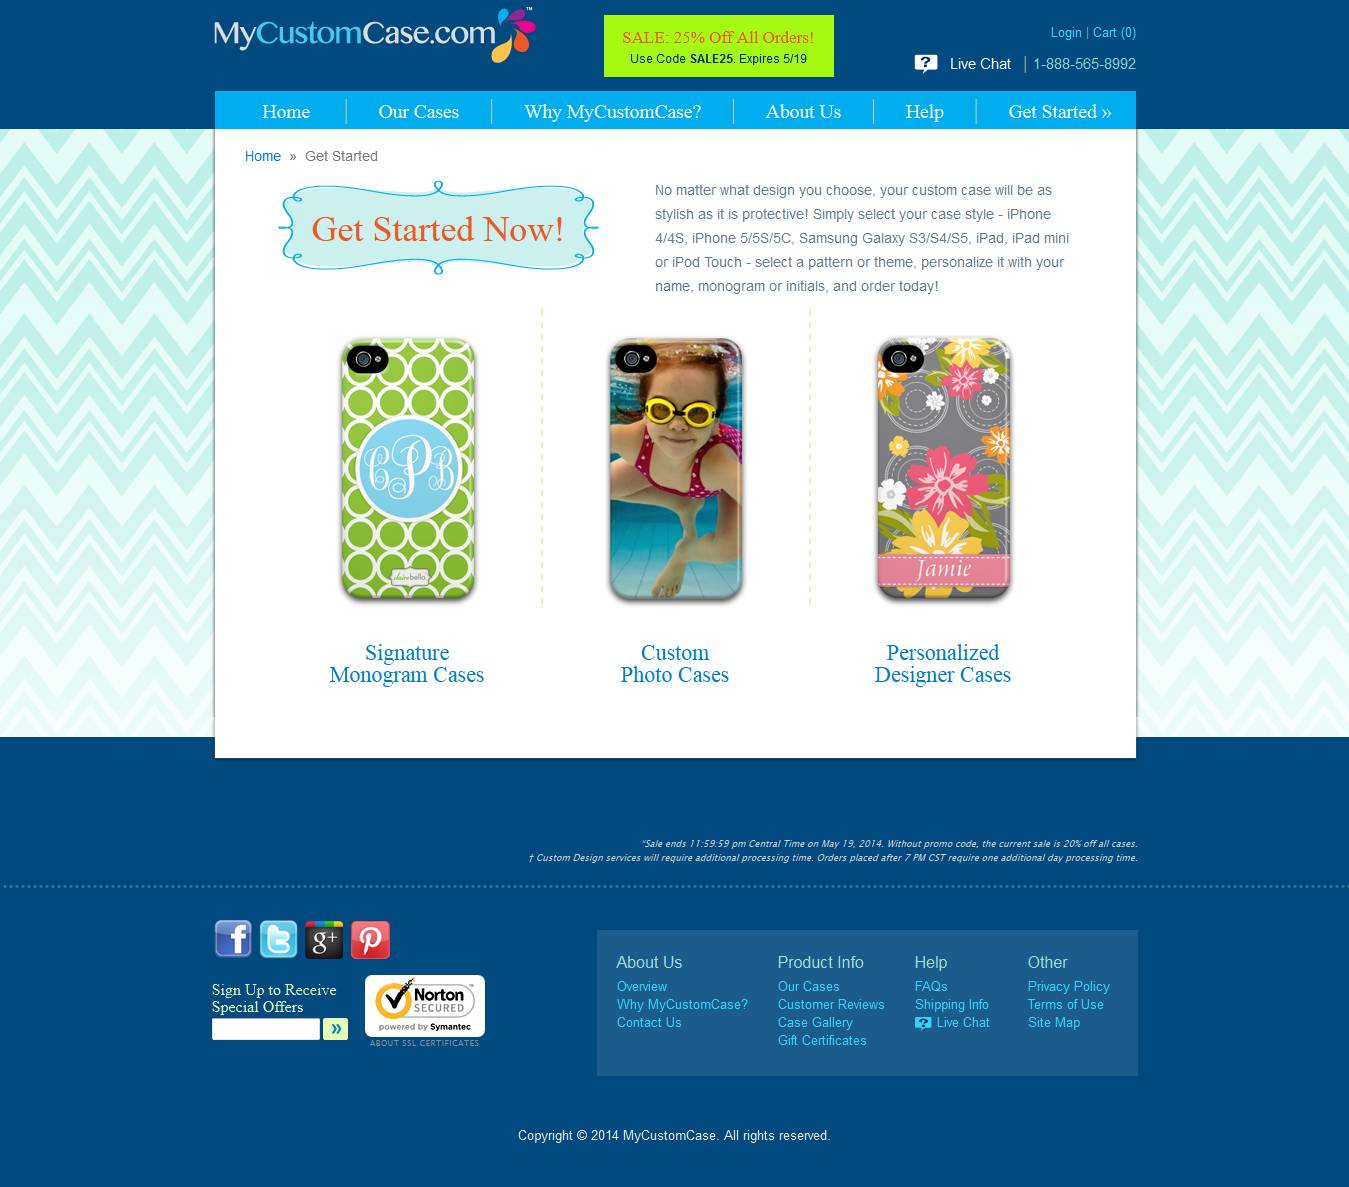 MyCustomCase.com™
SALE: 25% Off All Orders!
Use Code SALE25. Expires 5/19
Login | Cart (0)
Live Chat | 1-888-565-8992
Home | Our Cases | Why MyCustomCase? | About Us | Help | Get Started »
Home » Get Started
Get Started Now!
No matter what design you choose, your custom case will be as
stylish as it is protective! Simply select your case style - iPhone
4/4S, iPhone 5/5S/5C, Samsung Galaxy S3/S4/S5, iPad, iPad mini
or iPod Touch - select a pattern or theme, personalize it with your
name, monogram or initials, and order today!
CPB
clairebella
Jamie
Signature
Monogram Cases
Custom
Photo Cases
Personalized
Designer Cases
*Sale ends 11:59:59 pm Central Time on May 19, 2014. Without promo code, the current sale is 20% off all cases.
† Custom Design services will require additional processing time. Orders placed after 7 PM CST require one additional day processing time.
Sign Up to Receive
Special Offers
»
Norton™
SECURED
powered by Symantec
ABOUT SSL CERTIFICATES
About Us
Overview
Why MyCustomCase?
Contact Us
Product Info
Our Cases
Customer Reviews
Case Gallery
Gift Certificates
Help
FAQs
Shipping Info
Live Chat
Other
Privacy Policy
Terms of Use
Site Map
Copyright © 2014 MyCustomCase. All rights reserved.